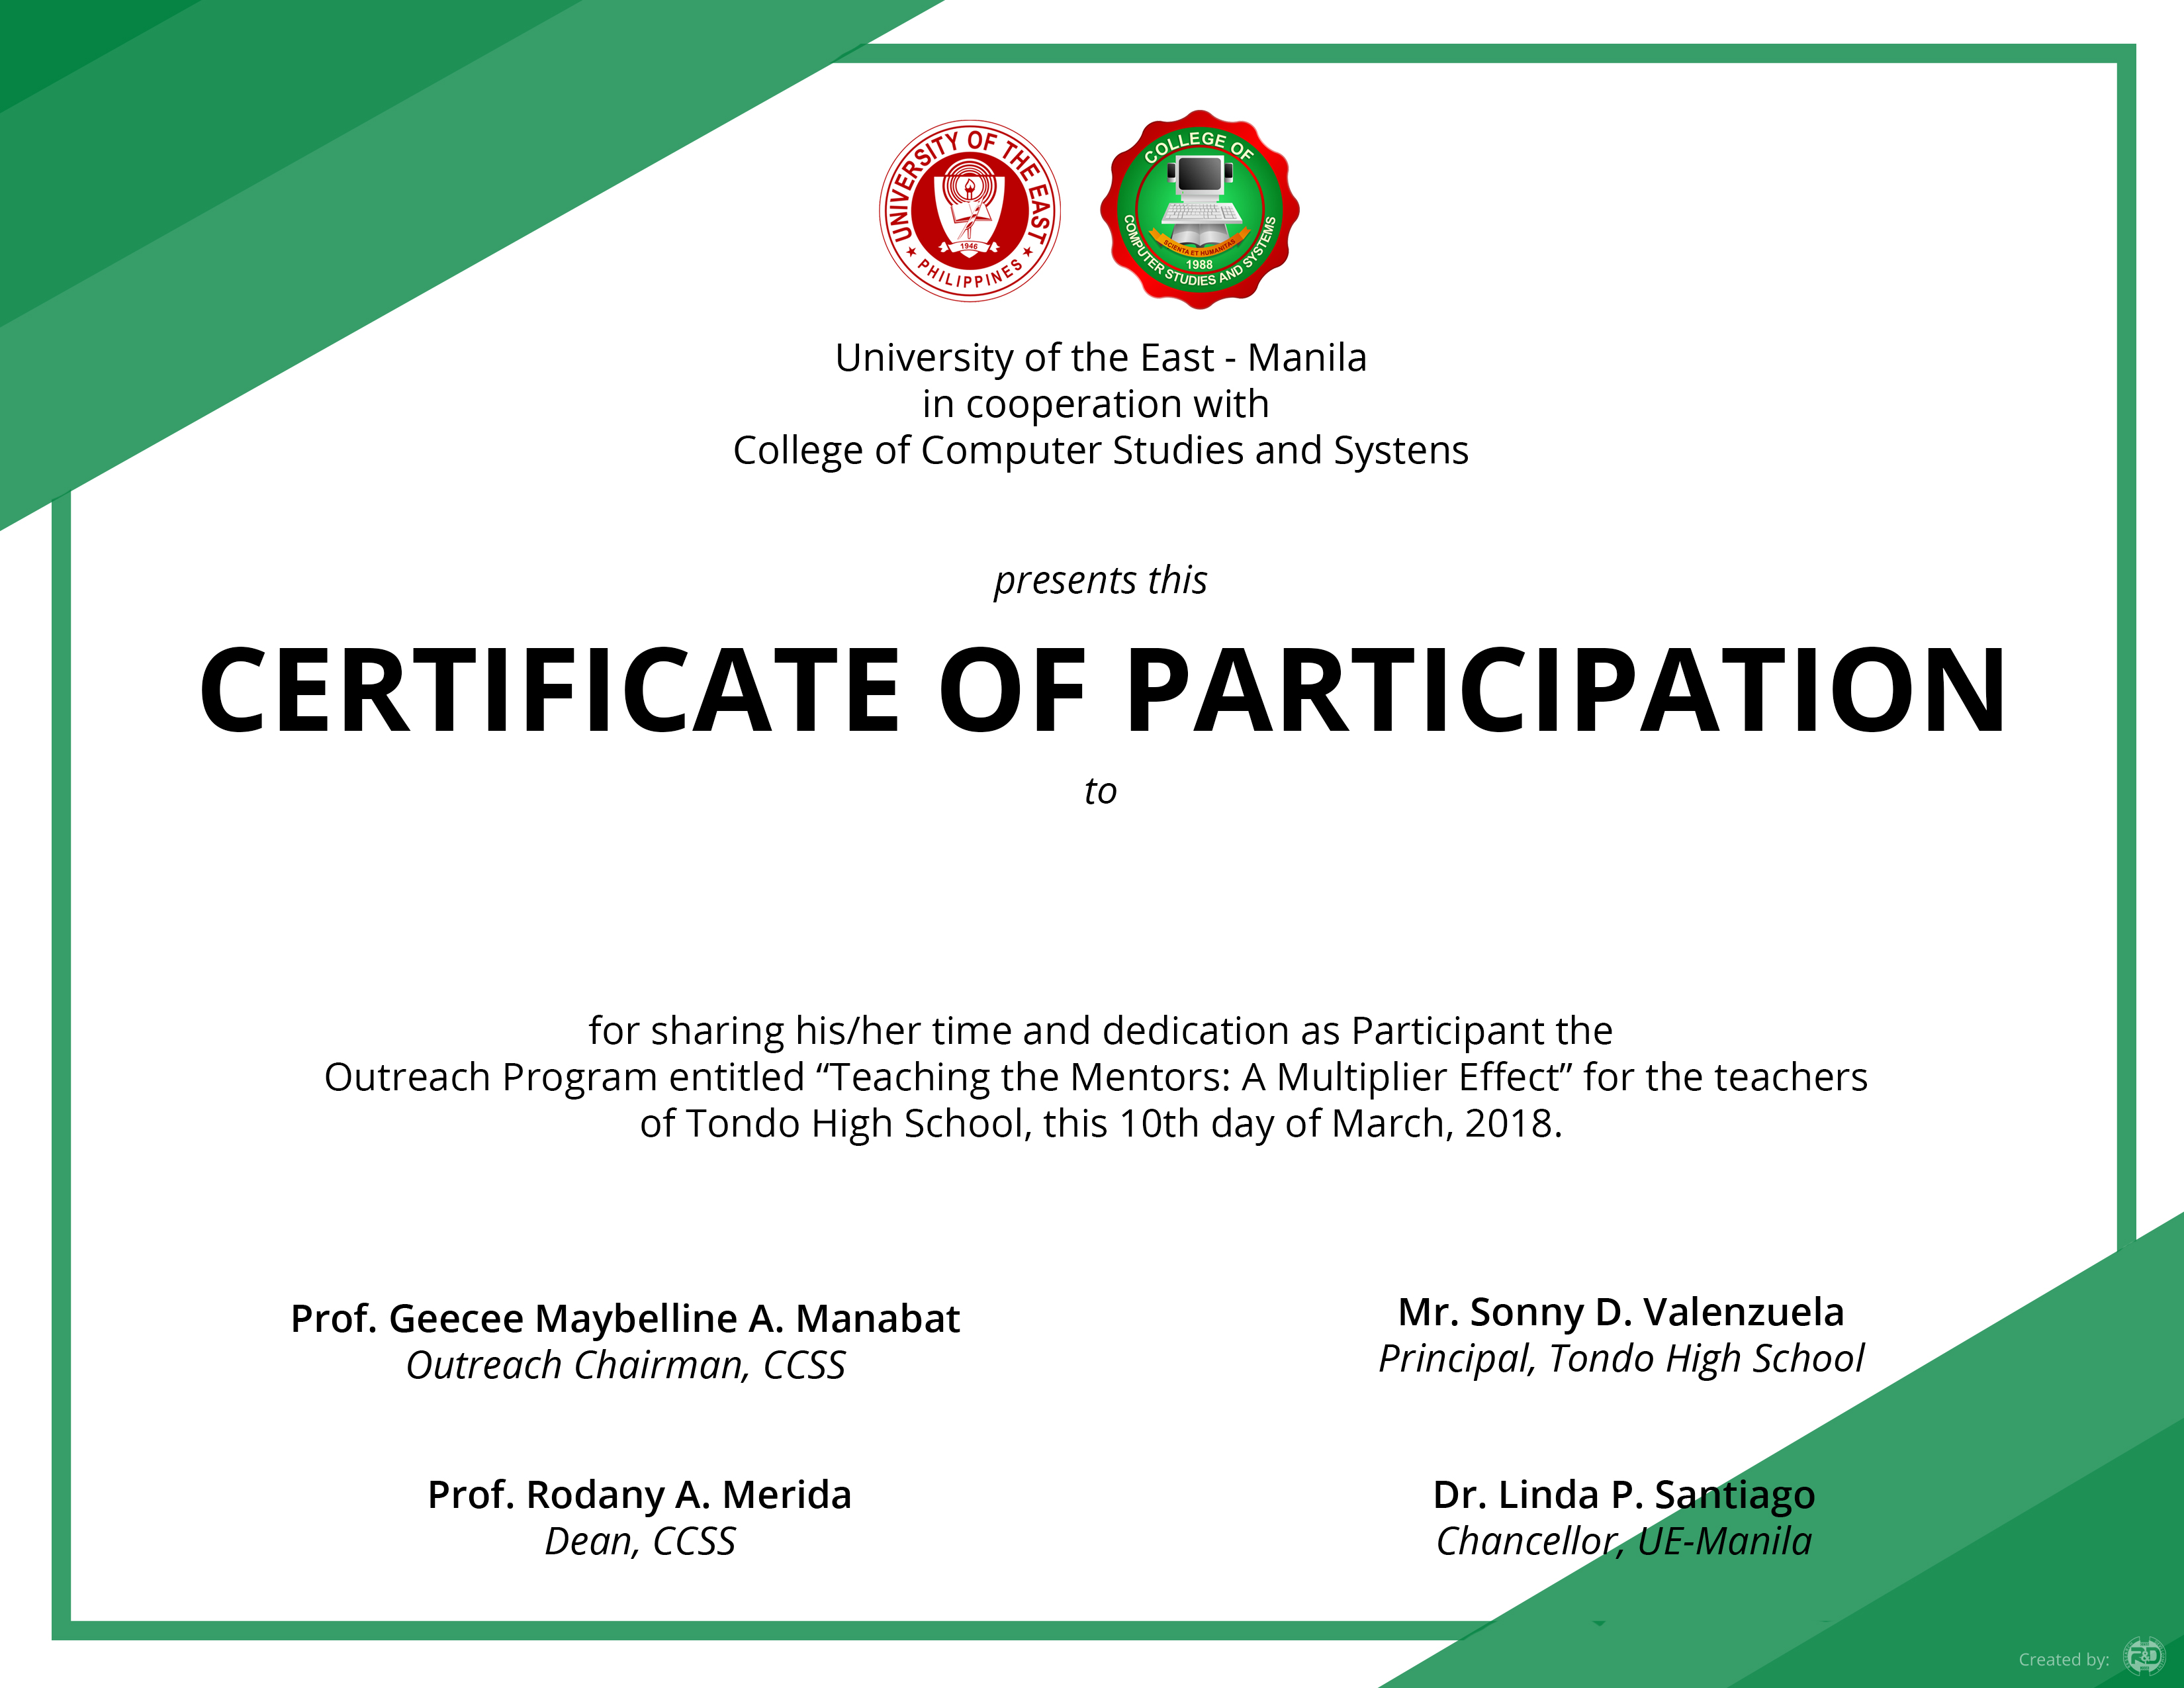 UNIVERSITY OF THE EAST
1946
PHILIPPINES
COLLEGE OF
SCIENTA ET HUMANITAS
1988
COMPUTER STUDIES AND SYSTEMS
University of the East - Manila
in cooperation with
College of Computer Studies and Systens
presents this
CERTIFICATE OF PARTICIPATION
to
for sharing his/her time and dedication as Participant the
Outreach Program entitled “Teaching the Mentors: A Multiplier Effect” for the teachers
of Tondo High School, this 10th day of March, 2018.
Prof. Geecee Maybelline A. Manabat
Outreach Chairman, CCSS
Mr. Sonny D. Valenzuela
Principal, Tondo High School
Prof. Rodany A. Merida
Dean, CCSS
Dr. Linda P. Santiago
Chancellor, UE-Manila
Created by:
R&D